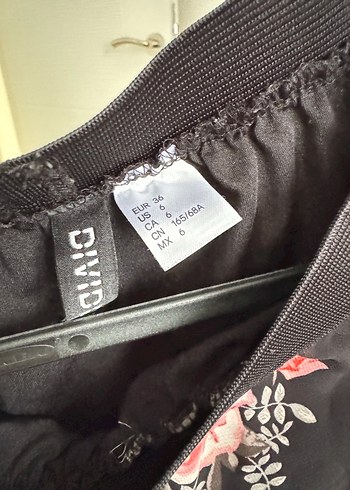 EUR 36
US 6
CA 6
CN 165/68A
MX 6
DIVID